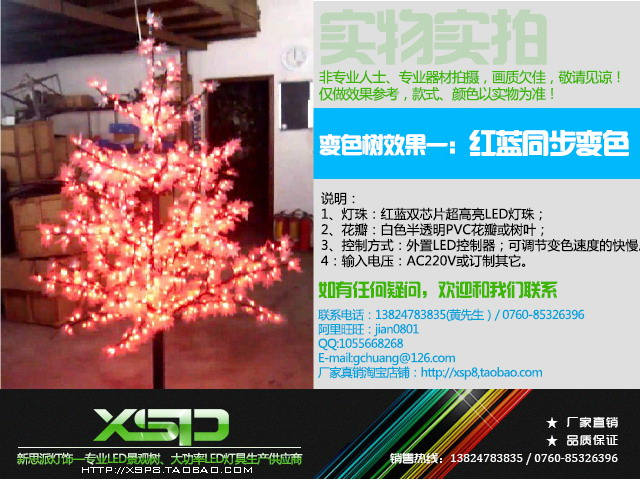 实物实拍
非专业人士、专业器材拍摄，画质欠佳，敬请见谅！
仅做效果参考，款式、颜色以实物为准！
变色树效果一：红蓝同步变色
说明：
1、灯珠：红蓝双芯片超高亮LED灯珠；
2、花瓣：白色半透明PVC花瓣或树叶；
3、控制方式：外置LED控制器；可调节变色速度的快慢。
4：输入电压：AC220V或订制其它。
如有任何疑问，欢迎和我们联系
联系电话：13824783835(黄先生）/ 0760-85326396
阿里旺旺：jian0801
QQ:1055668268
E-mail:gchuang@126.com
厂家直销淘宝店铺：http://xsp8,taobao.com
XSP
新思派灯饰—专业LED景观树、大功率LED灯具生产供应商
HTTP://XSP8.TAOBAO.COM
★ 厂家直销
★ 品质保证
销售热线：13824783835 / 0760-85326396